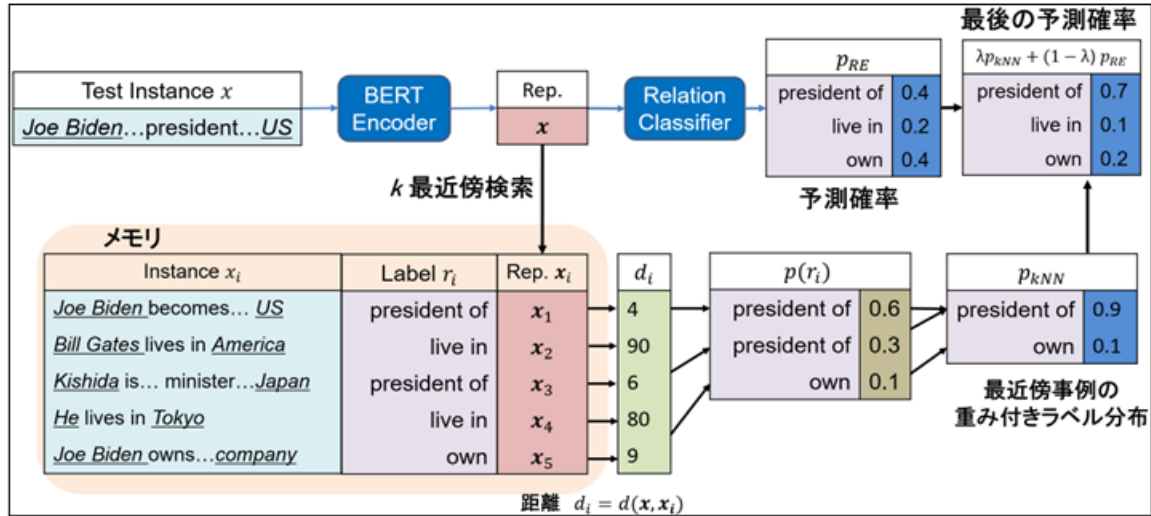 Test Instance x
Joe Biden…president…US
BERT
Encoder
Rep.
x
Relation
Classifier
p_RE
president of 0.4
live in 0.2
own 0.4
予測確率
最後の予測確率
λp_kNN + (1 − λ) p_RE
president of 0.7
live in 0.1
own 0.2
k 最近傍検索
メモリ
Instance x_i Label r_i Rep. x_i d_i
Joe Biden becomes… US president of x_1 4
Bill Gates lives in America live in x_2 90
Kishida is… minister…Japan president of x_3 6
He lives in Tokyo live in x_4 80
Joe Biden owns…company own x_5 9
距離 d_i = d(x, x_i)
p(r_i)
president of 0.6
president of 0.3
own 0.1
p_kNN
president of 0.9
own 0.1
最近傍事例の
重み付きラベル分布